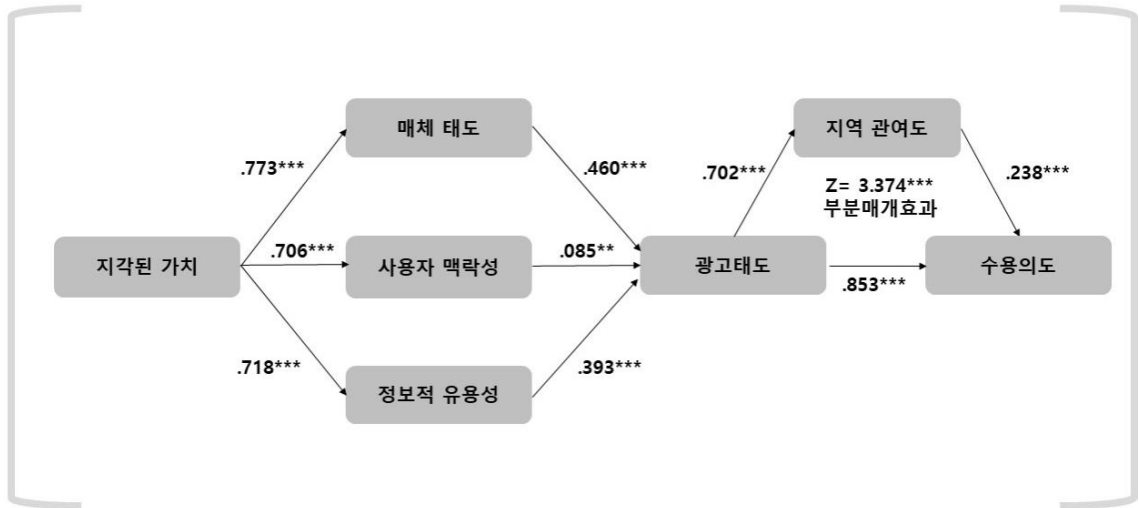 매체 태도
지역 관여도
.773***
.460***
.702***
Z= 3.374***
부분매개효과
.238***
지각된 가치
.706***
사용자 맥락성
.085**
광고태도
.853***
수용의도
.718***
정보적 유용성
.393***